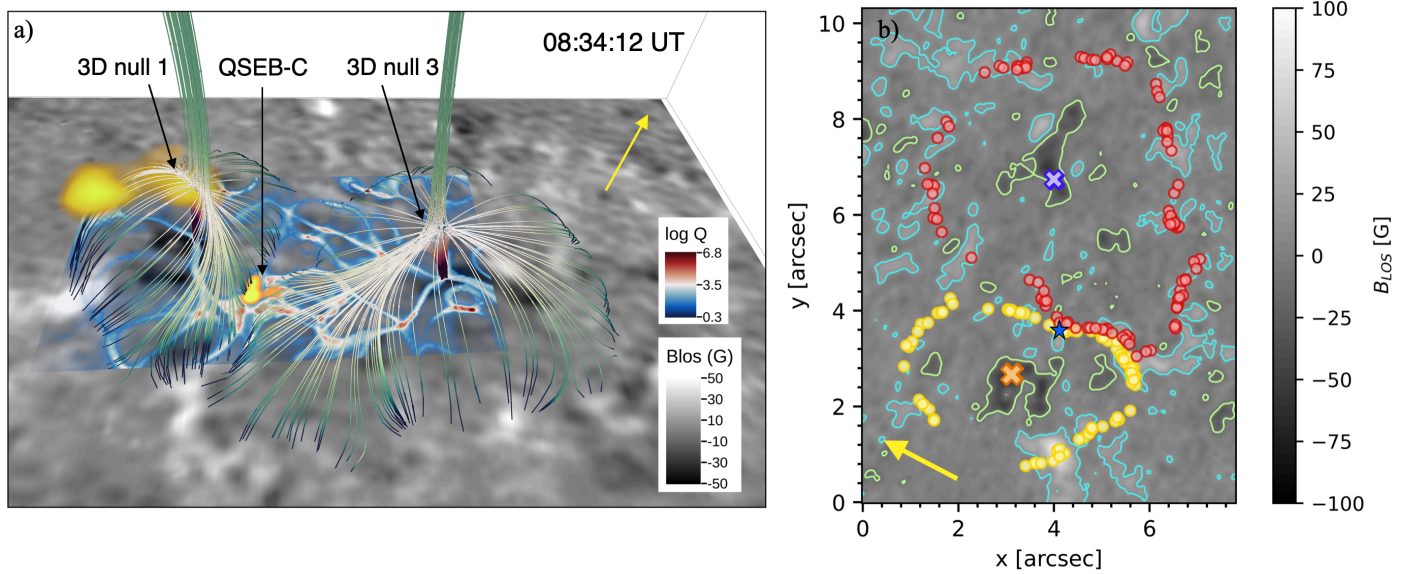 a)
08:34:12 UT
3D null 1
QSEB-C
3D null 3
log Q
6.8
3.5
0.3
Blos (G)
50
30
10
-10
-30
-50
b)
10
8
6
4
2
0
y [arcsec]
0 2 4 6
x [arcsec]
100
75
50
25
0
−25
−50
−75
−100
B_LOS [G]